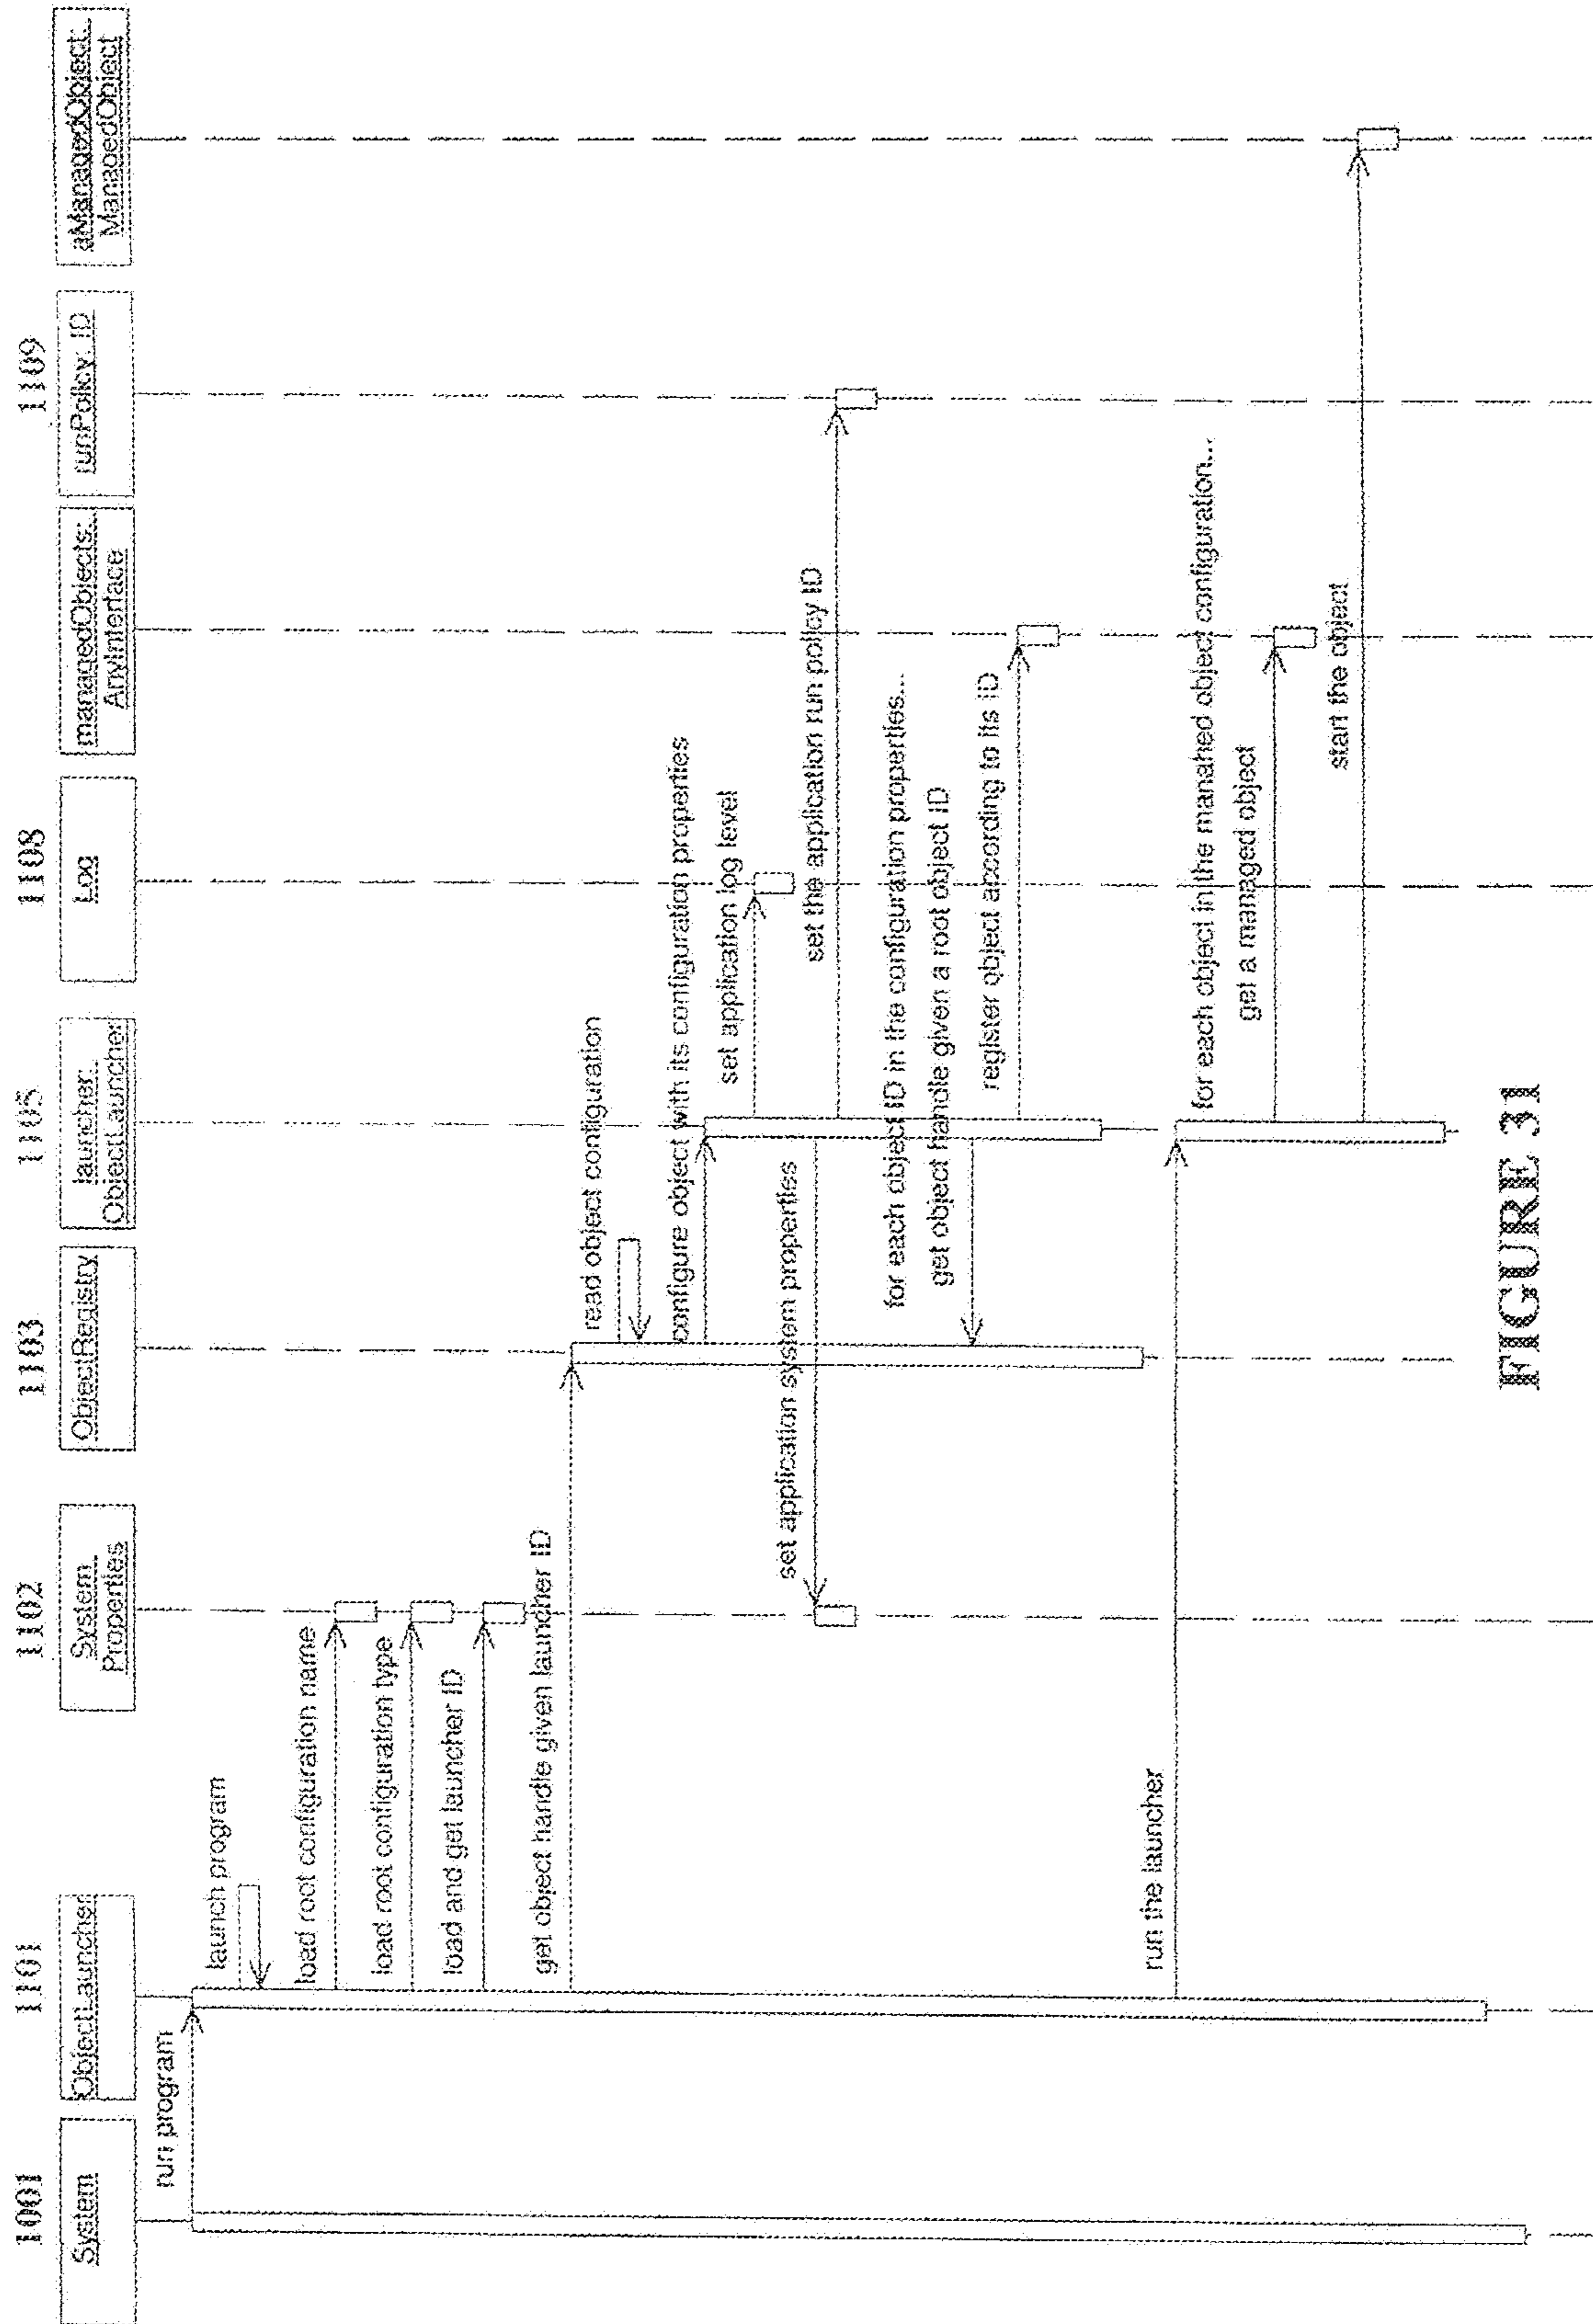 1001
1101
1102
1103
1105
1108
1109
System
ObjectLauncher
System
Properties
ObjectRegistry
launcher:
ObjectLauncher
Log
managedObjects:
AnyInterface
runPolicy: ID
aManagedObject:
ManagedObject
run program
launch program
load root configuration name
load root configuration type
load and get launcher ID
get object handle given launcher ID
read object configuration
configure object with its configuration properties
set application log level
set application system properties
set the application run policy ID
for each object ID in the configuration properties...
get object handle given a root object ID
register object according to its ID
run the launcher
for each object in the manahed object configuration...
get a managed object
start the object
FIGURE 31